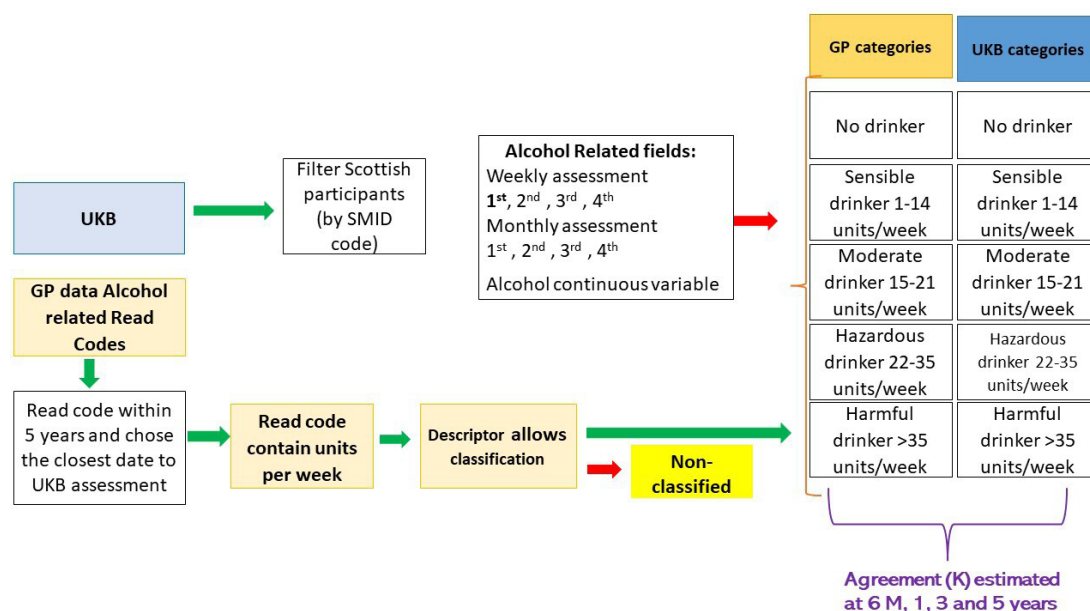 UKB
Filter Scottish
participants
(by SMID
code)
GP data Alcohol
related Read
Codes
Read code within
5 years and chose
the closest date to
UKB assessment
Read code
contain units
per week
Descriptor allows
classification
Non-
classified
Alcohol Related fields:
Weekly assessment
1st, 2nd , 3rd , 4th
Monthly assessment
1st , 2nd , 3rd , 4th
Alcohol continuous variable
GP categories
UKB categories
No drinker
No drinker
Sensible
drinker 1-14
units/week
Sensible
drinker 1-14
units/week
Moderate
drinker 15-21
units/week
Moderate
drinker 15-21
units/week
Hazardous
drinker 22-35
units/week
Hazardous
drinker 22-35
units/week
Harmful
drinker >35
units/week
Harmful
drinker >35
units/week
Agreement (K) estimated
at 6 M, 1, 3 and 5 years